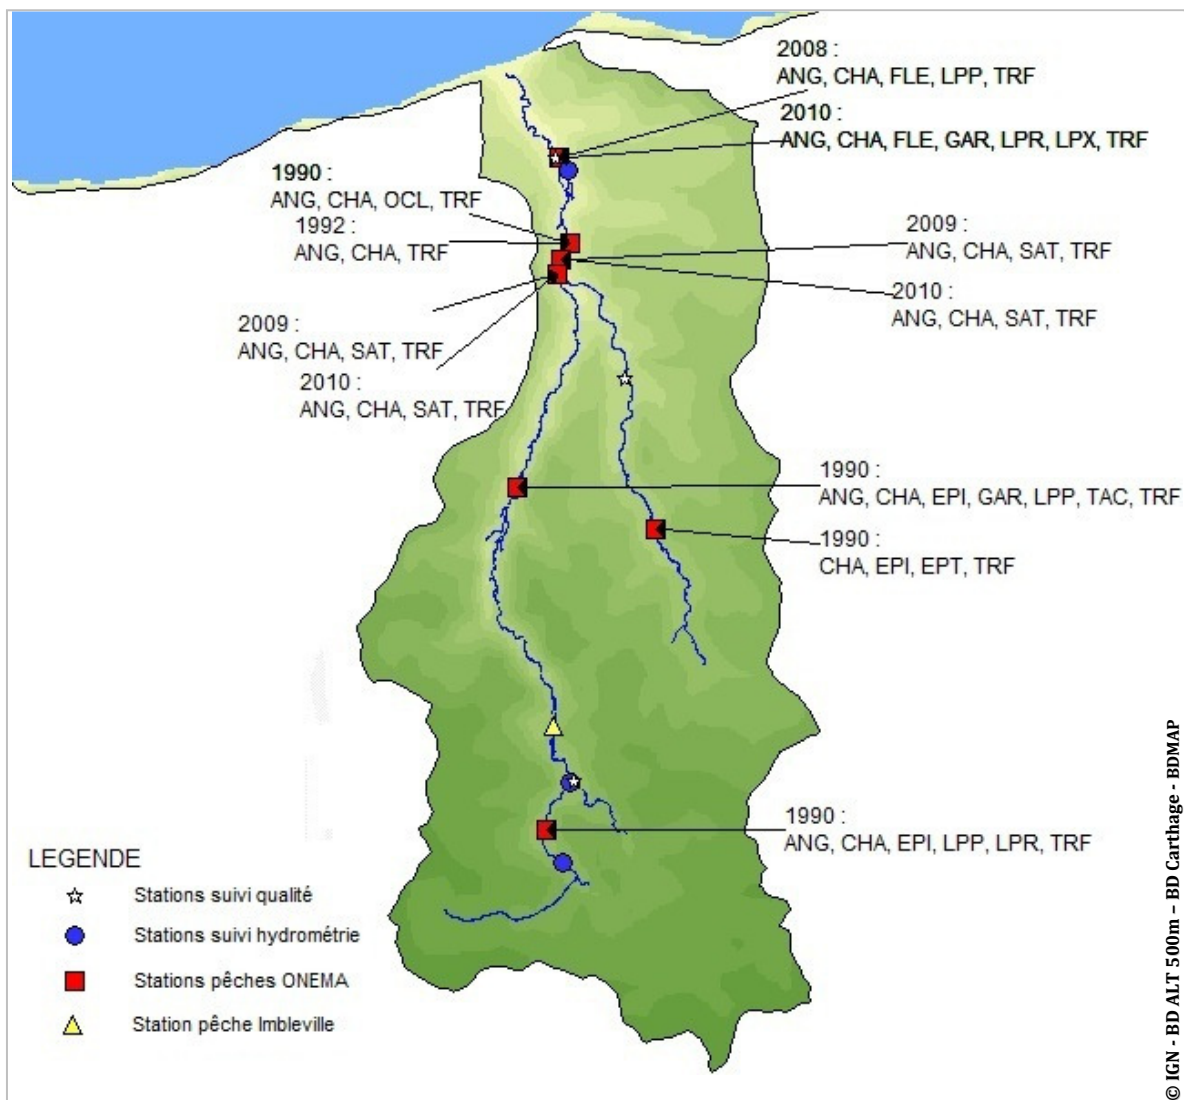 2008 :
ANG, CHA, FLE, LPP, TRF
2010 :
ANG, CHA, FLE, GAR, LPR, LPX, TRF
1990 :
ANG, CHA, OCL, TRF
1992 :
ANG, CHA, TRF
2009 :
ANG, CHA, SAT, TRF
2010 :
ANG, CHA, SAT, TRF
2009 :
ANG, CHA, SAT, TRF
2010 :
ANG, CHA, SAT, TRF
1990 :
ANG, CHA, EPI, GAR, LPP, TAC, TRF
1990 :
CHA, EPI, EPT, TRF
1990 :
ANG, CHA, EPI, LPP, LPR, TRF
LEGENDE
Stations suivi qualité
Stations suivi hydrométrie
Stations pêches ONEMA
Station pêche Imbleville
© IGN - BD ALT 500m – BD Carthage - BDMAP